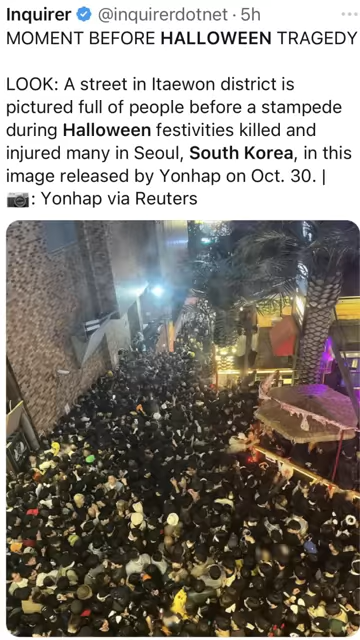 Inquirer @inquirerdotnet · 5h
MOMENT BEFORE HALLOWEEN TRAGEDY
LOOK: A street in Itaewon district is
pictured full of people before a stampede
during Halloween festivities killed and
injured many in Seoul, South Korea, in this
image released by Yonhap on Oct. 30. |
📷: Yonhap via Reuters